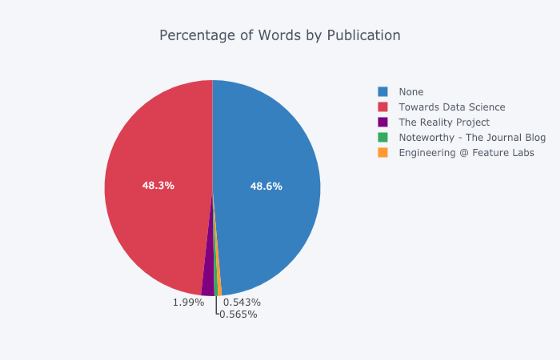 Percentage of Words by Publication
None
Towards Data Science
The Reality Project
Noteworthy - The Journal Blog
Engineering @ Feature Labs
48.3%
48.6%
1.99%
0.543%
0.565%